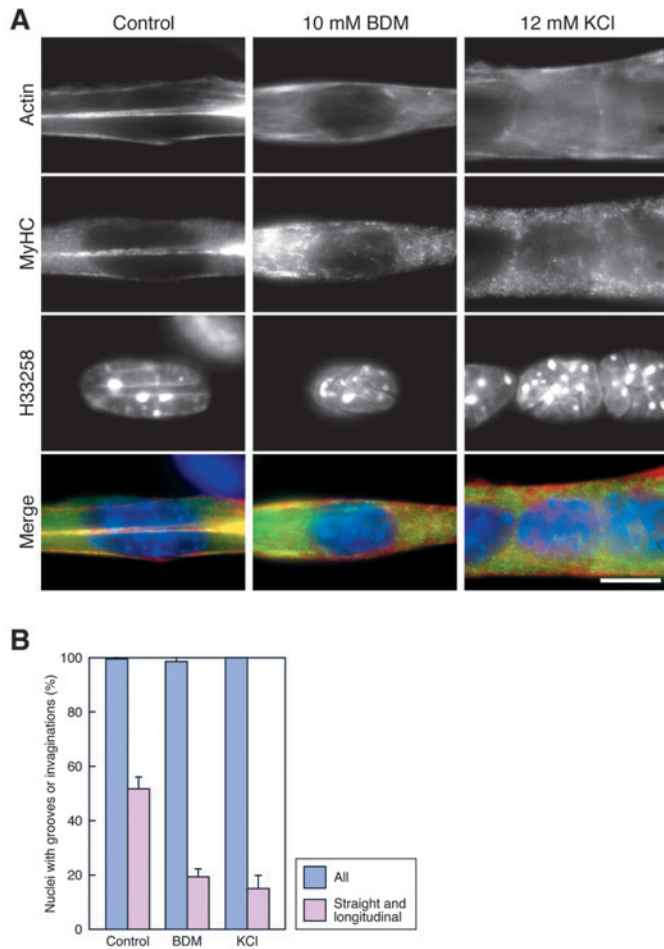 A
Control
10 mM BDM
12 mM KCl
Actin
MyHC
H33258
Merge
B
Nuclei with grooves or invaginations (%)
100
80
60
40
20
0
Control
BDM
KCl
All
Straight and
longitudinal